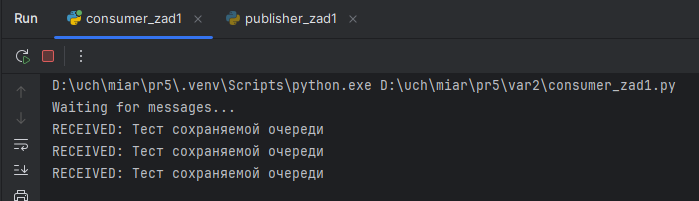 Run consumer_zad1 publisher_zad1
D:\uch\miar\pr5\.venv\Scripts\python.exe D:\uch\miar\pr5\var2\consumer_zad1.py
Waiting for messages...
RECEIVED: Тест сохраняемой очереди
RECEIVED: Тест сохраняемой очереди
RECEIVED: Тест сохраняемой очереди